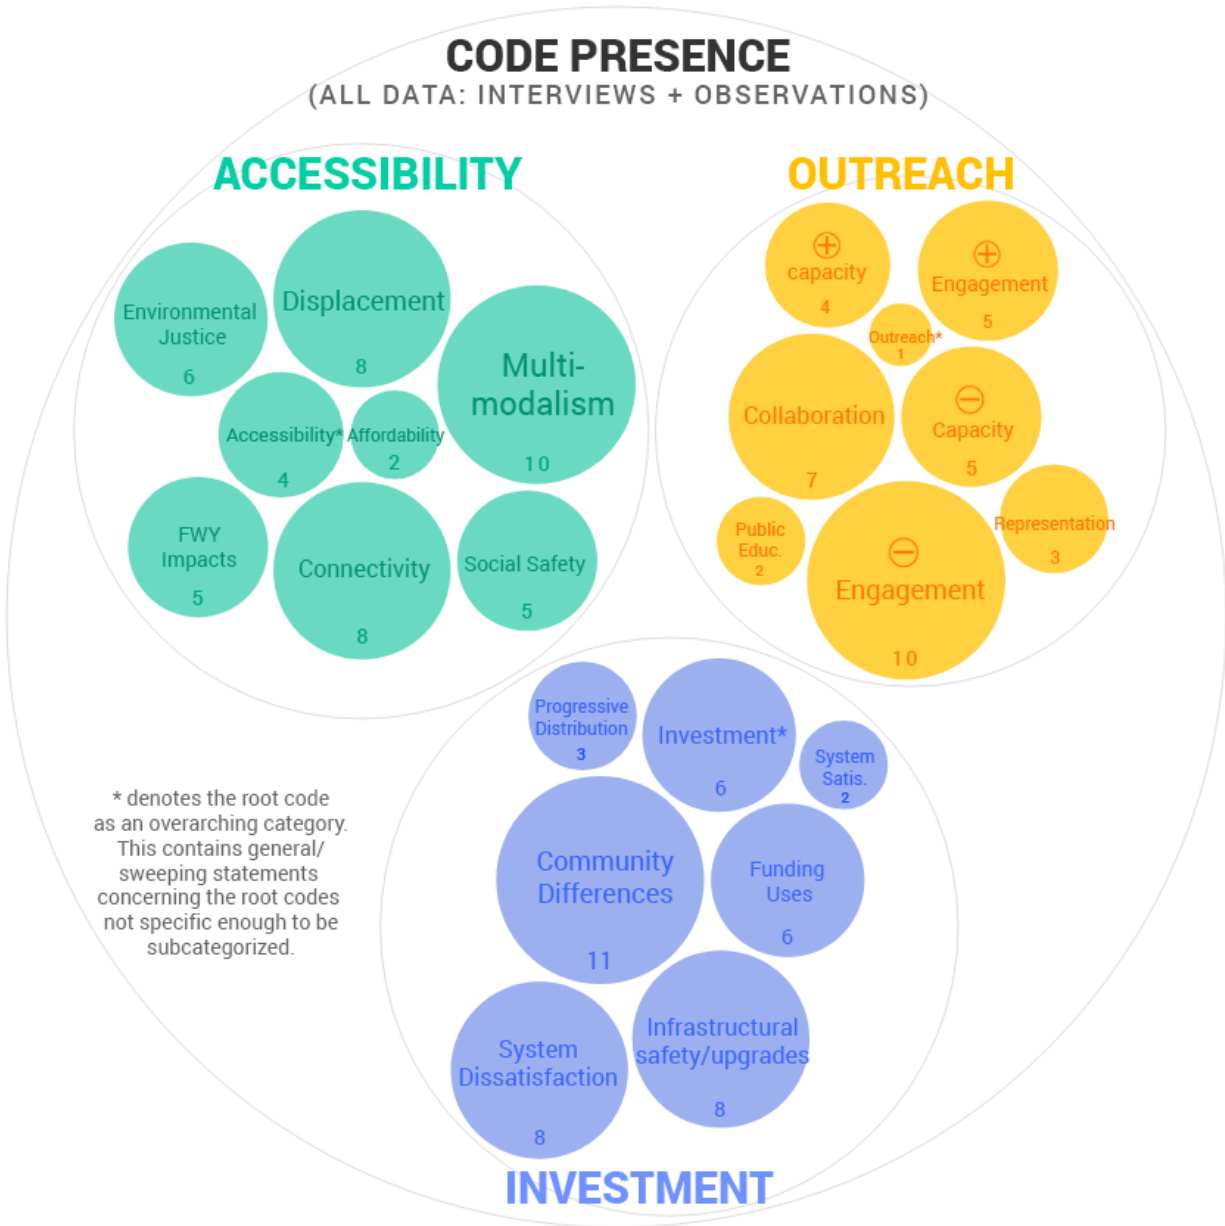 CODE PRESENCE
(ALL DATA: INTERVIEWS + OBSERVATIONS)
ACCESSIBILITY
Environmental
Justice
6
Displacement
8
Multi-
modalism
10
Accessibility*
4
Affordability
2
FWY
Impacts
5
Connectivity
8
Social Safety
5
OUTREACH
+
capacity
4
+
Engagement
5
Outreach*
1
Collaboration
7
−
Capacity
5
Public
Educ.
2
−
Engagement
10
Representation
3
Progressive
Distribution
3
Investment*
6
System
Satis.
2
Community
Differences
11
Funding
Uses
6
System
Dissatisfaction
8
Infrastructural
safety/upgrades
8
INVESTMENT
* denotes the root code
as an overarching category.
This contains general/
sweeping statements
concerning the root codes
not specific enough to be
subcategorized.